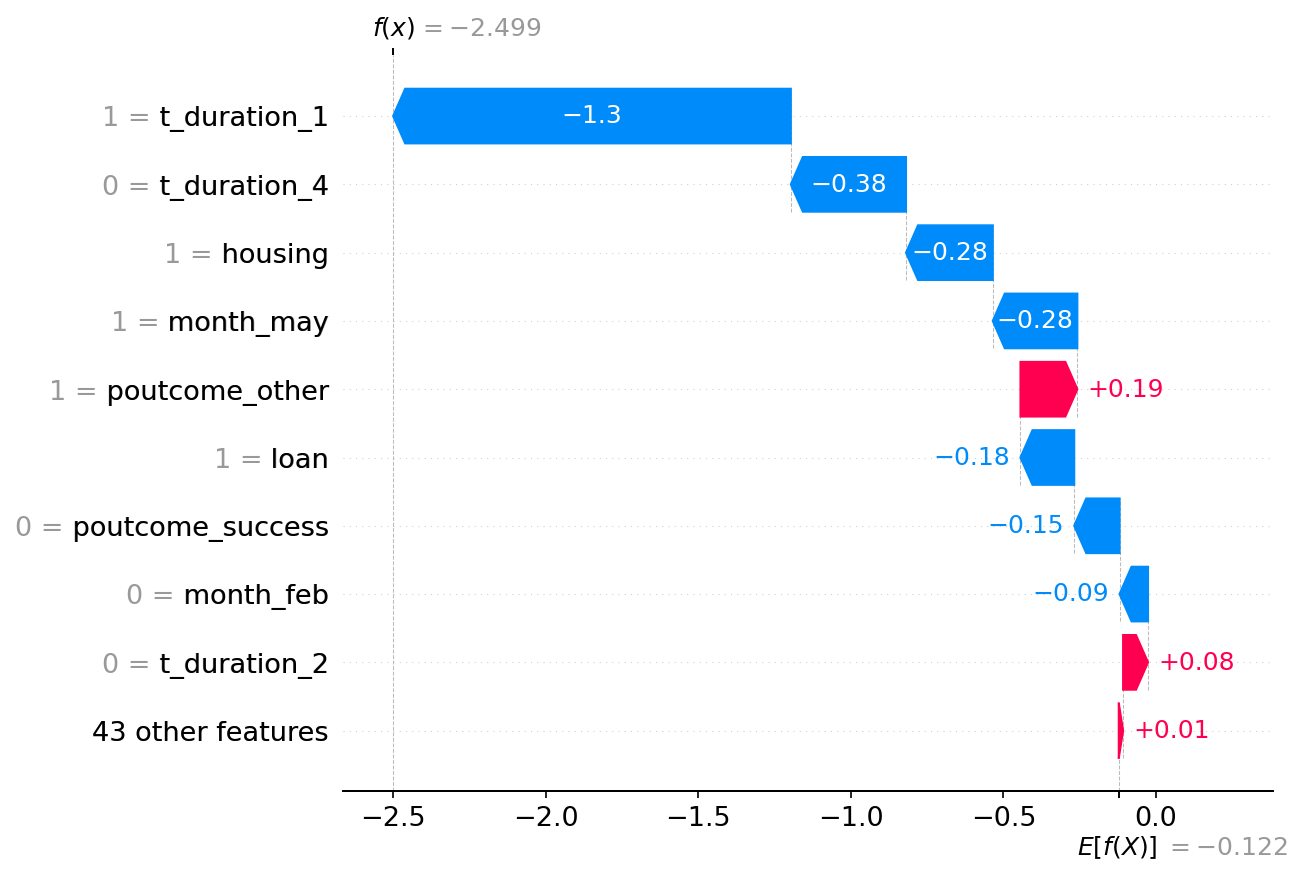 f(x) = −2.499
1 = t_duration_1 −1.3
0 = t_duration_4 −0.38
1 = housing −0.28
1 = month_may −0.28
1 = poutcome_other +0.19
1 = loan −0.18
0 = poutcome_success −0.15
0 = month_feb −0.09
0 = t_duration_2 +0.08
43 other features +0.01
−2.5 −2.0 −1.5 −1.0 −0.5 0.0
E[f(X)] = −0.122